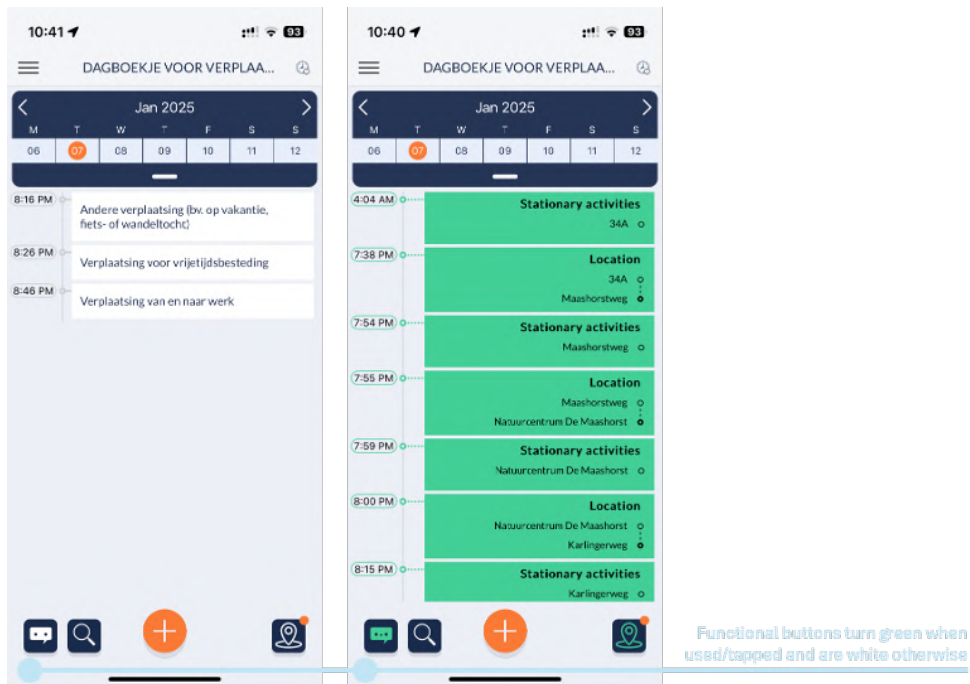 10:41
93
DAGBOEKJE VOOR VERPLAA...
Jan 2025
M T W T F S S
06 07 08 09 10 11 12
8:16 PM
Andere verplaatsing (bv. op vakantie,
fiets- of wandeltocht)
8:26 PM
Verplaatsing voor vrijetijdsbesteding
8:46 PM
Verplaatsing van en naar werk
10:40
93
DAGBOEKJE VOOR VERPLAA...
Jan 2025
M T W T F S S
06 07 08 09 10 11 12
4:04 AM
Stationary activities
34A
7:38 PM
Location
34A
Maashorstweg
7:54 PM
Stationary activities
Maashorstweg
7:55 PM
Location
Maashorstweg
Natuurcentrum De Maashorst
7:59 PM
Stationary activities
Natuurcentrum De Maashorst
8:00 PM
Location
Natuurcentrum De Maashorst
Karlingerweg
8:15 PM
Stationary activities
Karlingerweg
Functional buttons turn green when
used/tapped and are white otherwise